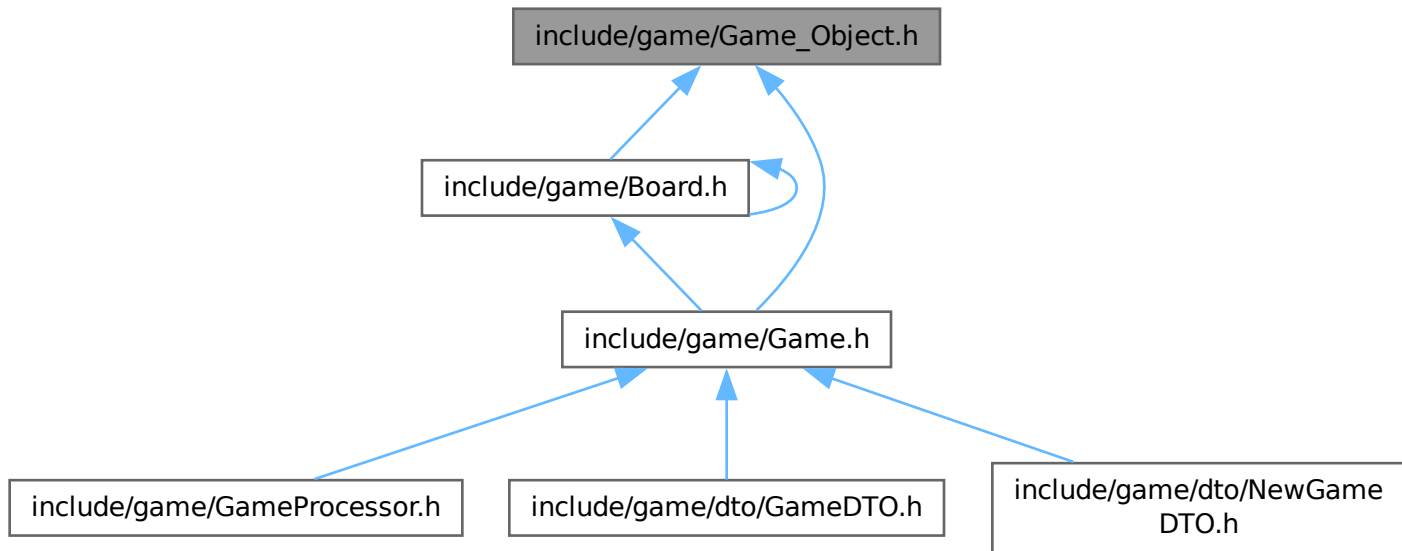 include/game/Game_Object.h
include/game/Board.h
include/game/Game.h
include/game/GameProcessor.h
include/game/dto/GameDTO.h
include/game/dto/NewGame
DTO.h